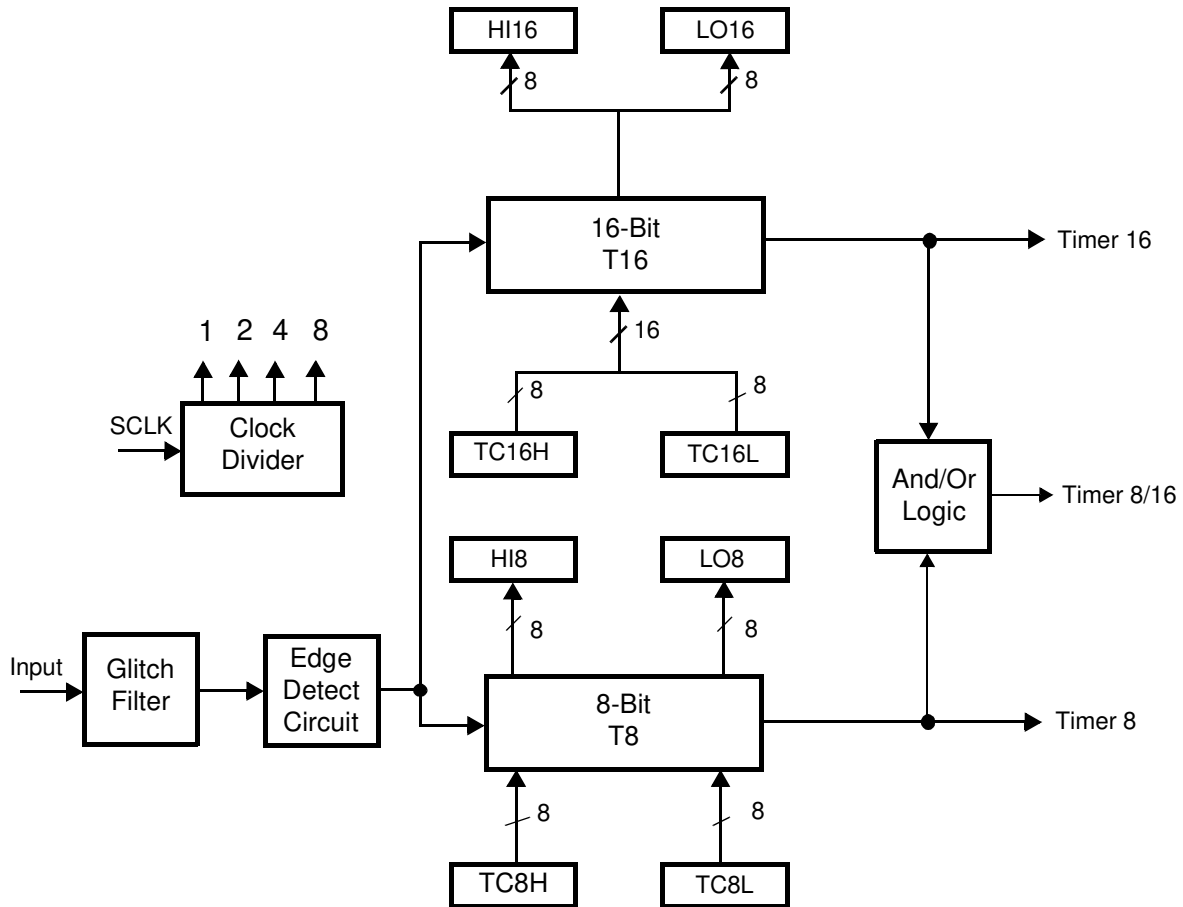 HI16
LO16
8
8
16-Bit
T16
Timer 16
16
1 2 4 8
8
8
SCLK
Clock
Divider
TC16H
TC16L
And/Or
Logic
Timer 8/16
HI8
LO8
8
8
Input
Glitch
Filter
Edge
Detect
Circuit
8-Bit
T8
Timer 8
8
8
TC8H
TC8L